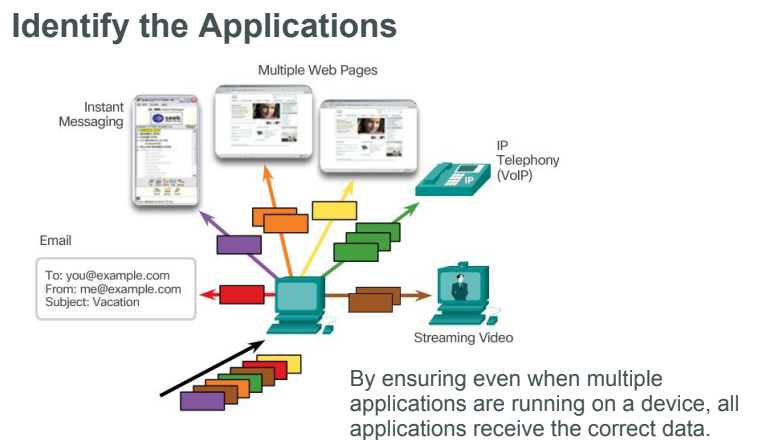 Identify the Applications
Multiple Web Pages
Instant
Messaging
seek
IP
Telephony
(VoIP)
IP
Email
To: you@example.com
From: me@example.com
Subject: Vacation
Streaming Video
By ensuring even when multiple
applications are running on a device, all
applications receive the correct data.